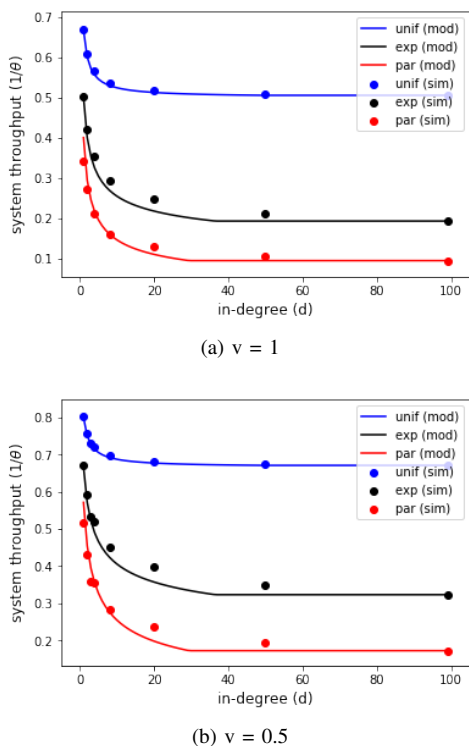 0.7
0.6
0.5
0.4
0.3
0.2
0.1
system throughput (1/θ)
unif (mod)
exp (mod)
par (mod)
unif (sim)
exp (sim)
par (sim)
0 20 40 60 80 100
in-degree (d)
(a) v = 1
0.8
0.7
0.6
0.5
0.4
0.3
0.2
system throughput (1/θ)
unif (mod)
exp (mod)
par (mod)
unif (sim)
exp (sim)
par (sim)
0 20 40 60 80 100
in-degree (d)
(b) v = 0.5